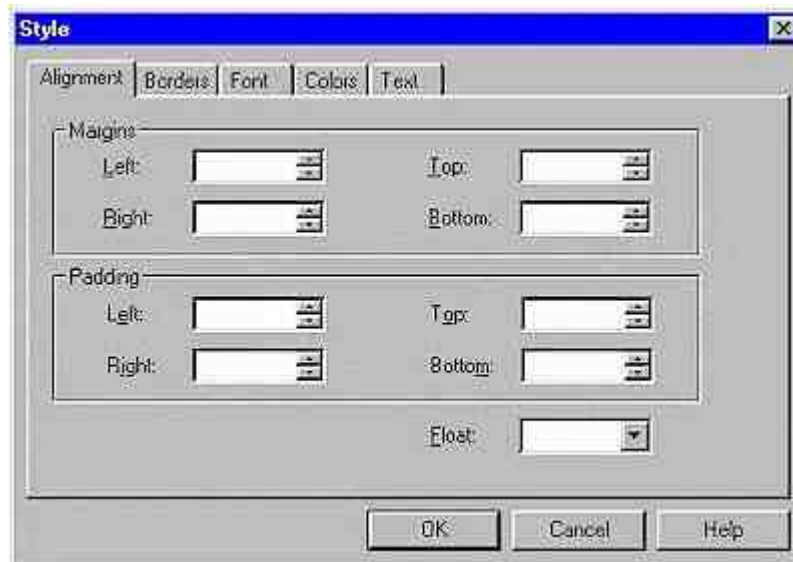 Style
Alignment Borders Font Colors Text
Margins
Left: Top:
Right: Bottom:
Padding
Left: Top:
Right: Bottom:
Float:
OK Cancel Help